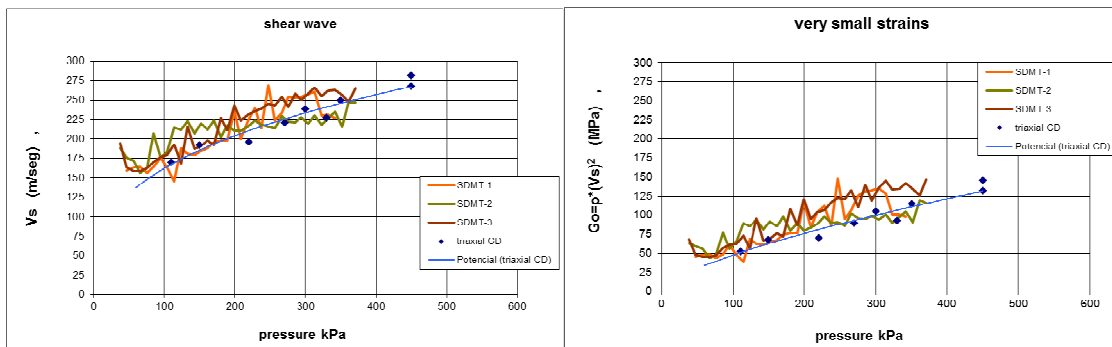 shear wave
Vs (m/seg) ,
300
275
250
225
200
175
150
125
100
75
50
25
0
0 100 200 300 400 500 600
pressure kPa
SDMT-1
SDMT-2
SDMT-3
triaxial CD
Potencial (triaxial CD)
very small strains
Go=ρ*(Vs)² (MPa) ,
300
275
250
225
200
175
150
125
100
75
50
25
0
0 100 200 300 400 500 600
pressure kPa
SDMT-1
SDMT-2
SDMT-3
triaxial CD
Potencial (triaxial CD)